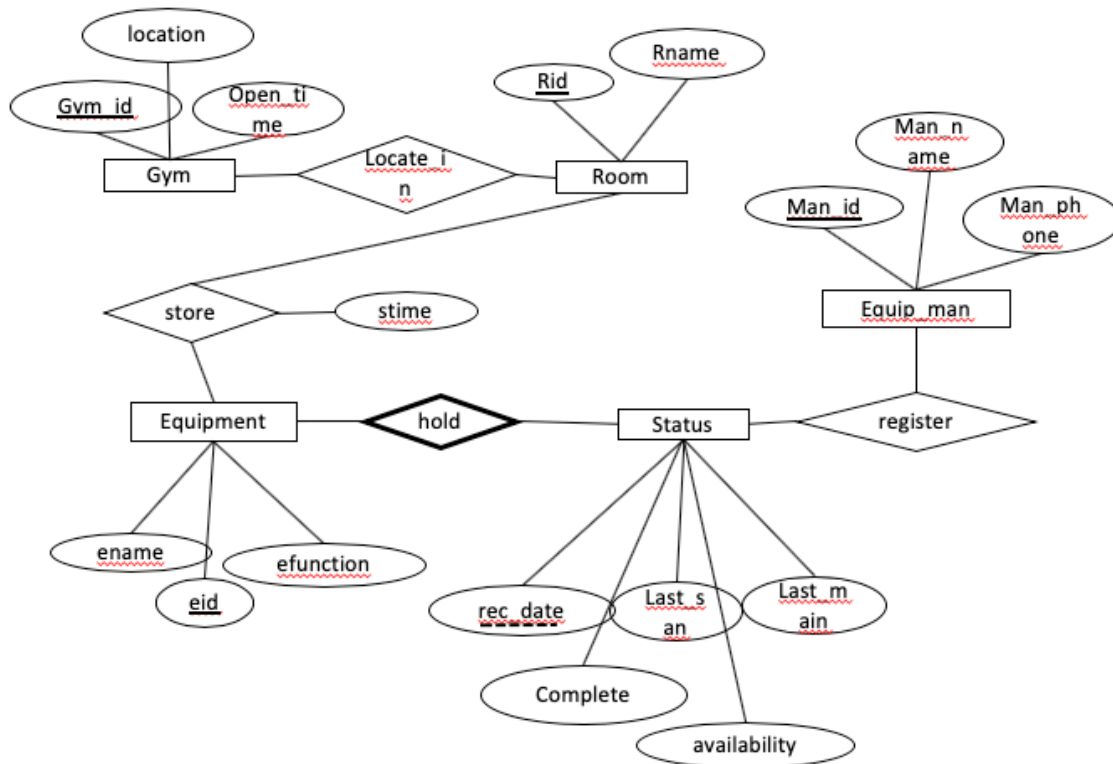 location
Rname
Rid
Gym_id
Open_ti
me
Man_n
ame
Locate_i
n
Gym
Room
Man_id
Man_ph
one
store
stime
Equip_man
Equipment
hold
Status
register
ename
efunction
eid
rec_date
Last_s
an
Last_m
ain
Complete
availability